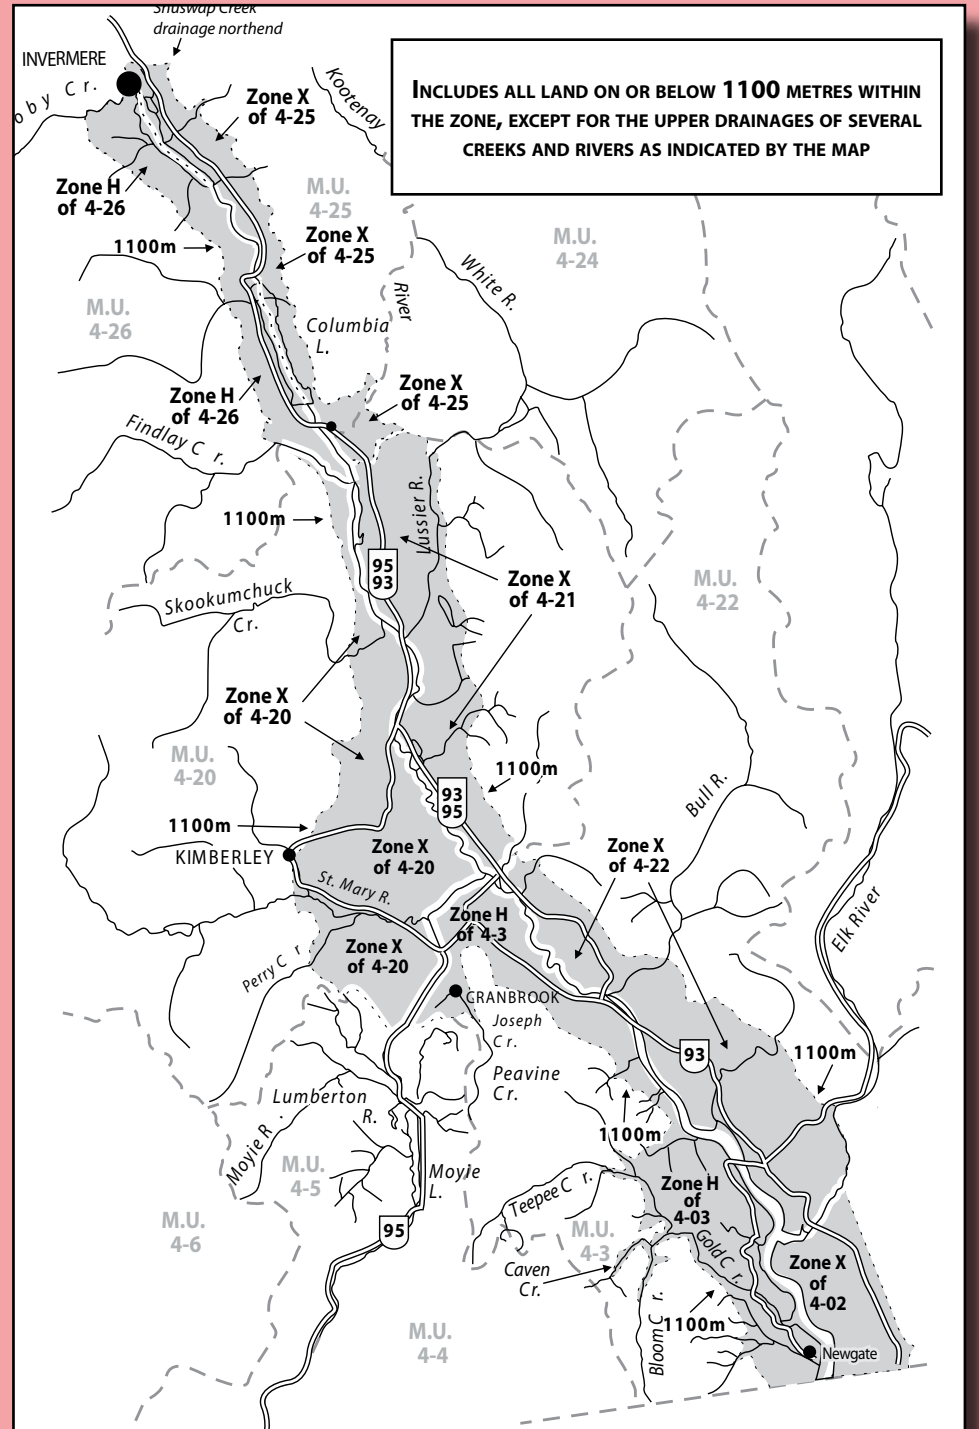 Shuswap Creek
drainage northend
INVERMERE
oby Cr.
Zone X
of 4-25
Kootenay
INCLUDES ALL LAND ON OR BELOW 1100 METRES WITHIN
THE ZONE, EXCEPT FOR THE UPPER DRAINAGES OF SEVERAL
CREEKS AND RIVERS AS INDICATED BY THE MAP
Zone H
of 4-26
M.U.
4-25
1100m
Zone X
of 4-25
M.U.
4-24
White R.
River
M.U.
4-26
Columbia
L.
Zone H
of 4-26
Zone X
of 4-25
Findlay Cr.
Lussier R.
1100m
95
93
Zone X
of 4-21
M.U.
4-22
Skookumchuck
Cr.
Zone X
of 4-20
M.U.
4-20
1100m
93
95
Bull R.
1100m
KIMBERLEY
Zone X
of 4-20
Zone X
of 4-22
St. Mary R.
Zone H
of 4-3
Elk River
Zone X
of 4-20
Perry Cr
CRANBROOK
Joseph
Cr.
93
1100m
Peavine
Cr.
Lumberton
R.
1100m
Moyie R.
M.U.
4-5
Moyie
L.
Teepee Cr.
Zone H
of
4-03
M.U.
4-6
95
M.U.
4-3
Gold Cr.
Caven
Cr.
Zone X
of
4-02
Bloom Cr.
1100m
M.U.
4-4
Newgate